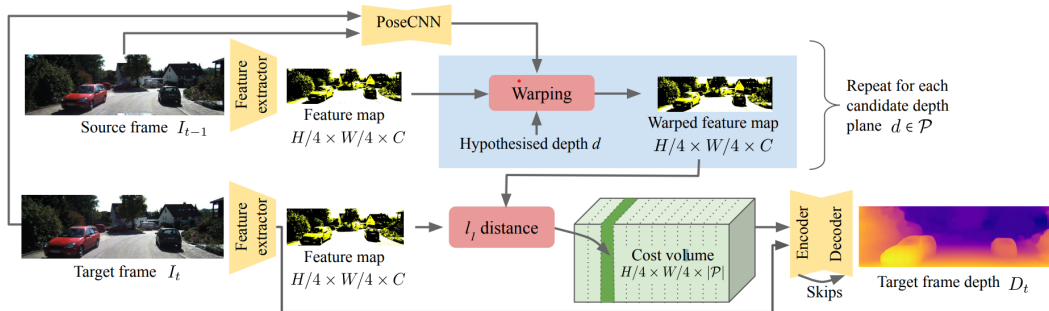 PoseCNN
Feature
extractor
Source frame I_{t−1}
Feature map
H/4 × W/4 × C
Warping
Hypothesised depth d
Warped feature map
H/4 × W/4 × C
Repeat for each
candidate depth
plane d ∈ 𝒫
Feature
extractor
Target frame I_t
Feature map
H/4 × W/4 × C
l_1 distance
Cost volume
H/4 × W/4 × |𝒫|
Encoder
Decoder
Skips
Target frame depth D_t